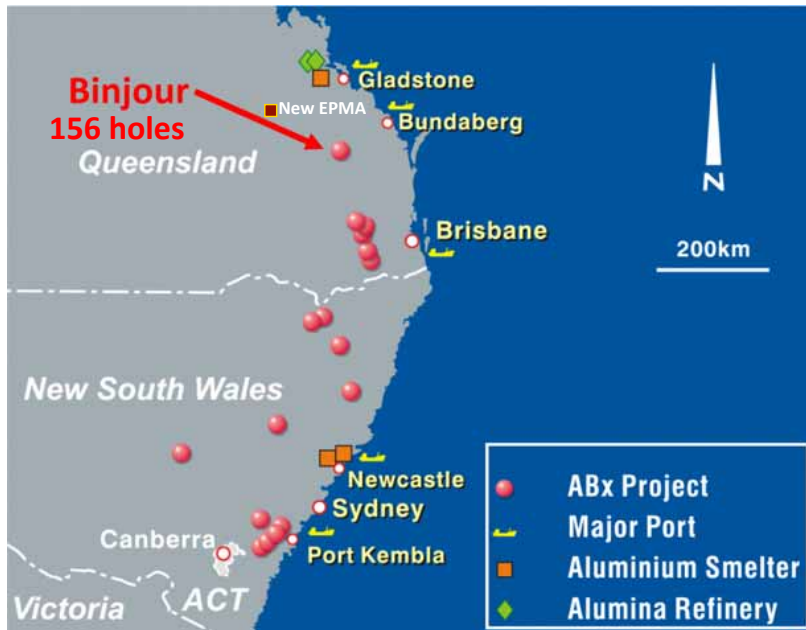 Gladstone
Binjour
New EPMA
156 holes
Bundaberg
Queensland
N
Brisbane
200km
New South Wales
Newcastle
Sydney
Canberra
Port Kembla
ACT
Victoria
ABx Project
Major Port
Aluminium Smelter
Alumina Refinery